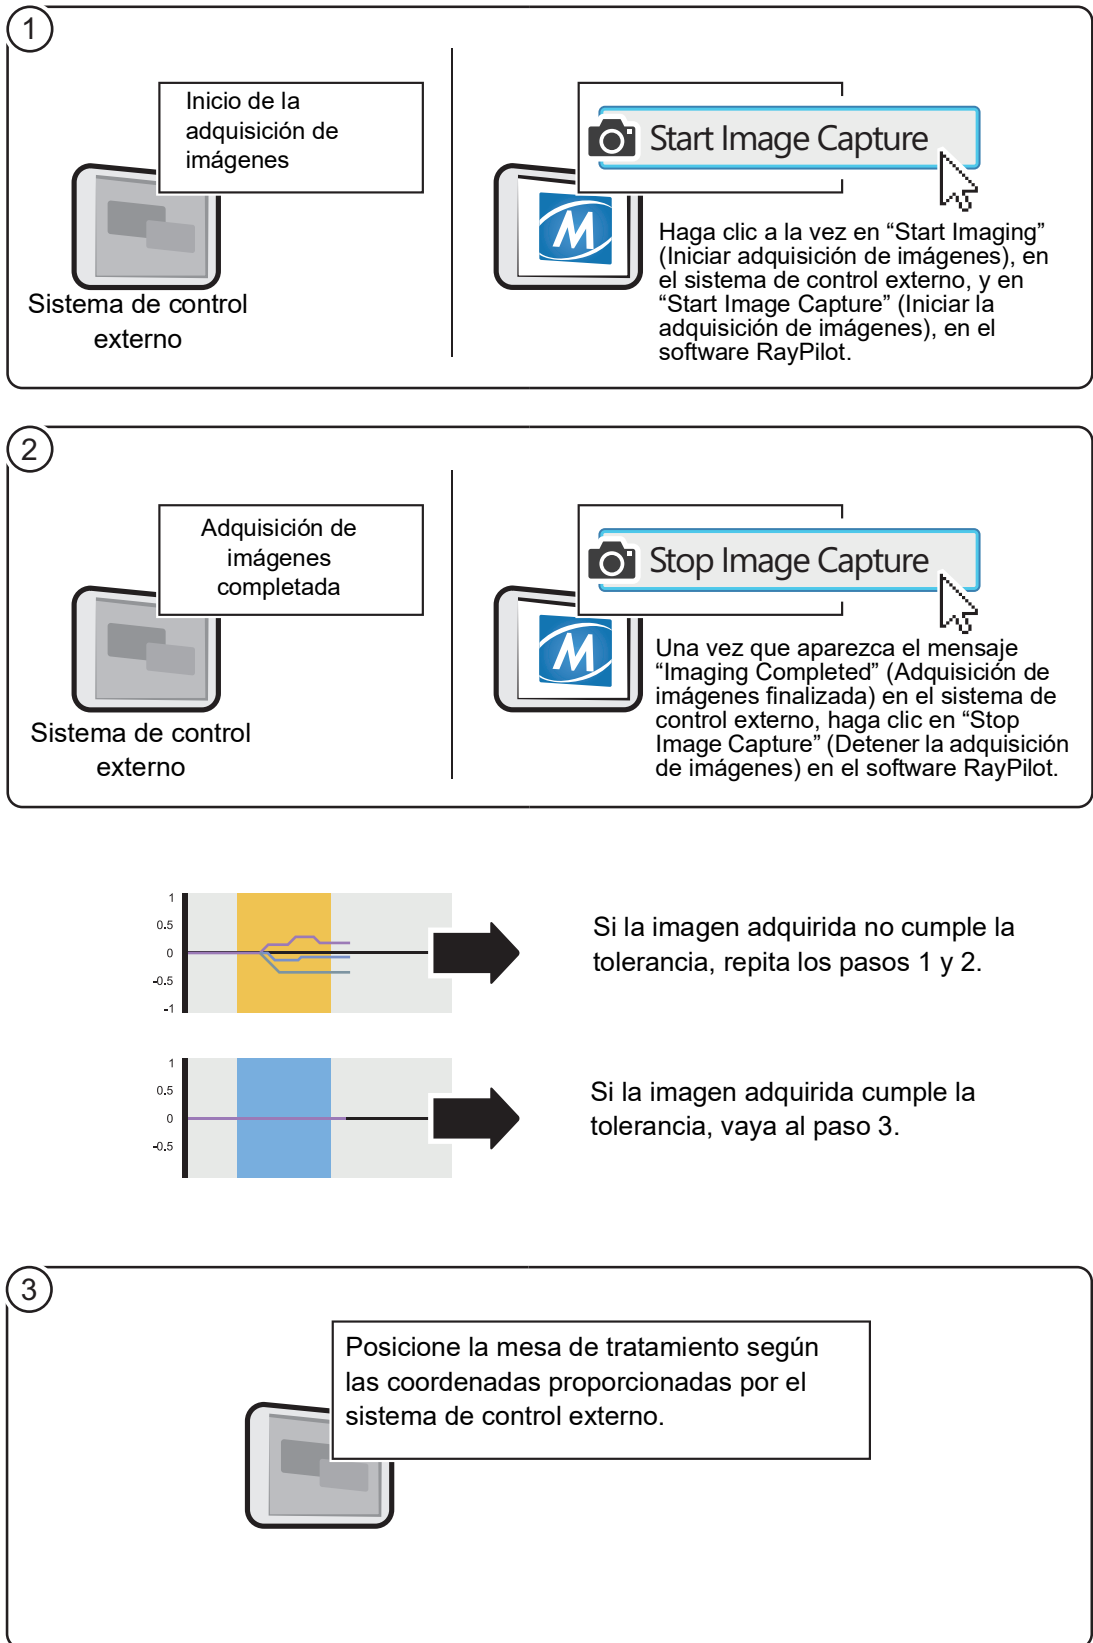 1
Inicio de la
adquisición de
imágenes
Sistema de control
externo
Start Image Capture
M
Haga clic a la vez en “Start Imaging”
(Iniciar adquisición de imágenes), en
el sistema de control externo, y en
“Start Image Capture” (Iniciar la
adquisición de imágenes), en el
software RayPilot.
2
Adquisición de
imágenes
completada
Sistema de control
externo
Stop Image Capture
M
Una vez que aparezca el mensaje
“Imaging Completed” (Adquisición de
imágenes finalizada) en el sistema de
control externo, haga clic en “Stop
Image Capture” (Detener la adquisición
de imágenes) en el software RayPilot.
1
0.5
0
-0.5
-1
Si la imagen adquirida no cumple la
tolerancia, repita los pasos 1 y 2.
1
0.5
0
-0.5
Si la imagen adquirida cumple la
tolerancia, vaya al paso 3.
3
Posicione la mesa de tratamiento según
las coordenadas proporcionadas por el
sistema de control externo.